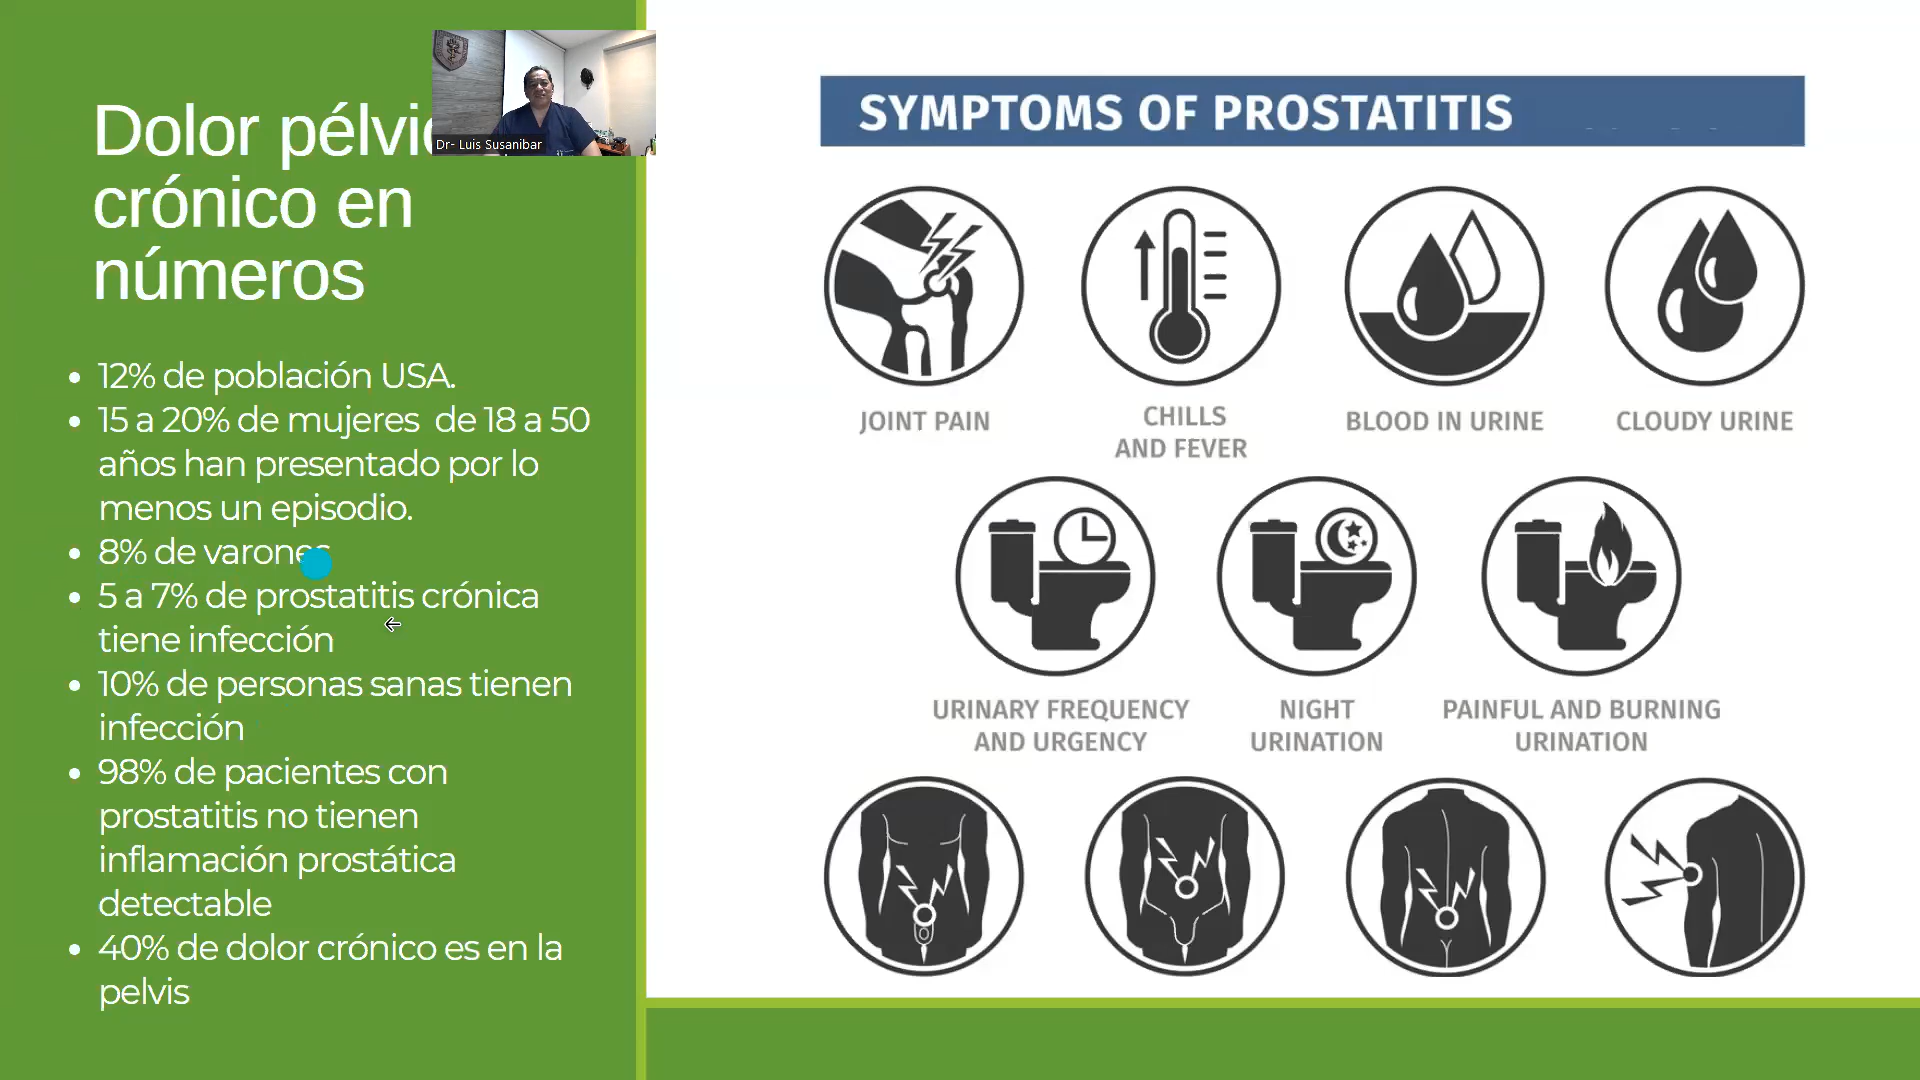 Dolor pélvic
crónico en
números
Dr- Luis Susanibar
12% de población USA.
15 a 20% de mujeres de 18 a 50
años han presentado por lo
menos un episodio.
8% de varones
5 a 7% de prostatitis crónica
tiene infección
10% de personas sanas tienen
infección
98% de pacientes con
prostatitis no tienen
inflamación prostática
detectable
40% de dolor crónico es en la
pelvis
SYMPTOMS OF PROSTATITIS
JOINT PAIN
CHILLS
AND FEVER
BLOOD IN URINE
CLOUDY URINE
URINARY FREQUENCY
AND URGENCY
NIGHT
URINATION
PAINFUL AND BURNING
URINATION